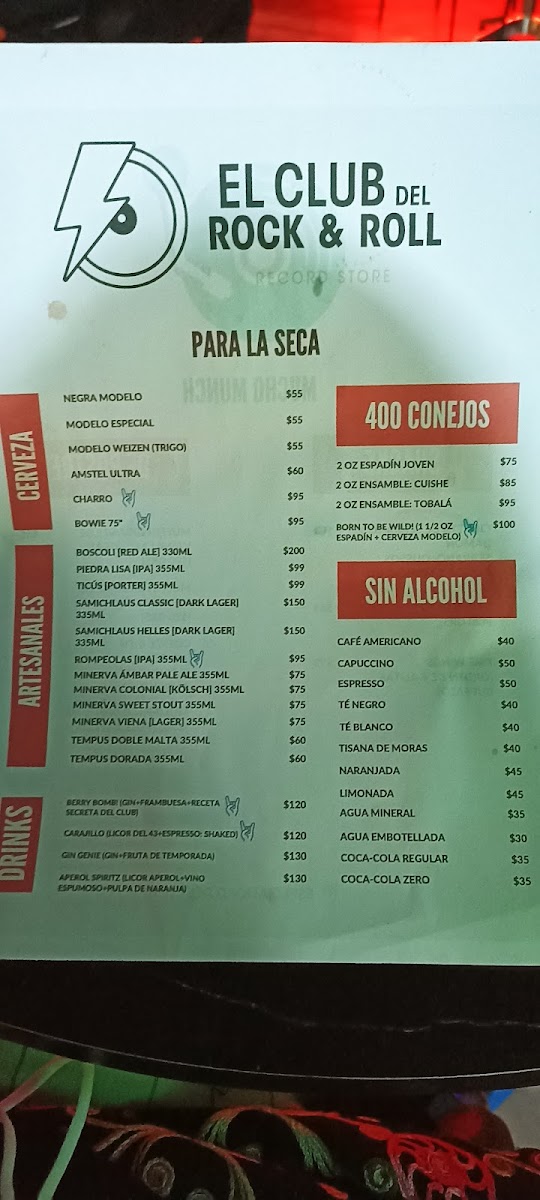 EL CLUB DEL
ROCK & ROLL
RECORD STORE
PARA LA SECA
CERVEZA
NEGRA MODELO $55
MODELO ESPECIAL $55
MODELO WEIZEN (TRIGO) $55
AMSTEL ULTRA $60
CHARRO $95
BOWIE 75" $95
ARTESANALES
BOSCOLI [RED ALE] 330ML $200
PIEDRA LISA [IPA] 355ML $99
TICÚS [PORTER] 355ML $99
SAMICHLAUS CLASSIC [DARK LAGER] $150
335ML
SAMICHLAUS HELLES [DARK LAGER] $150
335ML
ROMPEOLAS [IPA] 355ML $95
MINERVA ÁMBAR PALE ALE 355ML $75
MINERVA COLONIAL [KÖLSCH] 355ML $75
MINERVA SWEET STOUT 355ML $75
MINERVA VIENA [LAGER] 355ML $75
TEMPUS DOBLE MALTA 355ML $60
TEMPUS DORADA 355ML $60
DRINKS
BERRY BOMB! (GIN+FRAMBUESA+RECETA $120
SECRETA DEL CLUB)
CARAJILLO (LICOR DEL 43+ESPRESSO: SHAKED) $120
GIN GENIE (GIN+FRUTA DE TEMPORADA) $130
APEROL SPIRITZ (LICOR APEROL+VINO $130
ESPUMOSO+PULPA DE NARANJA)
400 CONEJOS
2 OZ ESPADÍN JOVEN $75
2 OZ ENSAMBLE: CUISHE $85
2 OZ ENSAMBLE: TOBALÁ $95
BORN TO BE WILD! (1 1/2 OZ $100
ESPADÍN + CERVEZA MODELO)
SIN ALCOHOL
CAFÉ AMERICANO $40
CAPUCCINO $50
ESPRESSO $50
TÉ NEGRO $40
TÉ BLANCO $40
TISANA DE MORAS $40
NARANJADA $45
LIMONADA $45
AGUA MINERAL $35
AGUA EMBOTELLADA $30
COCA-COLA REGULAR $35
COCA-COLA ZERO $35